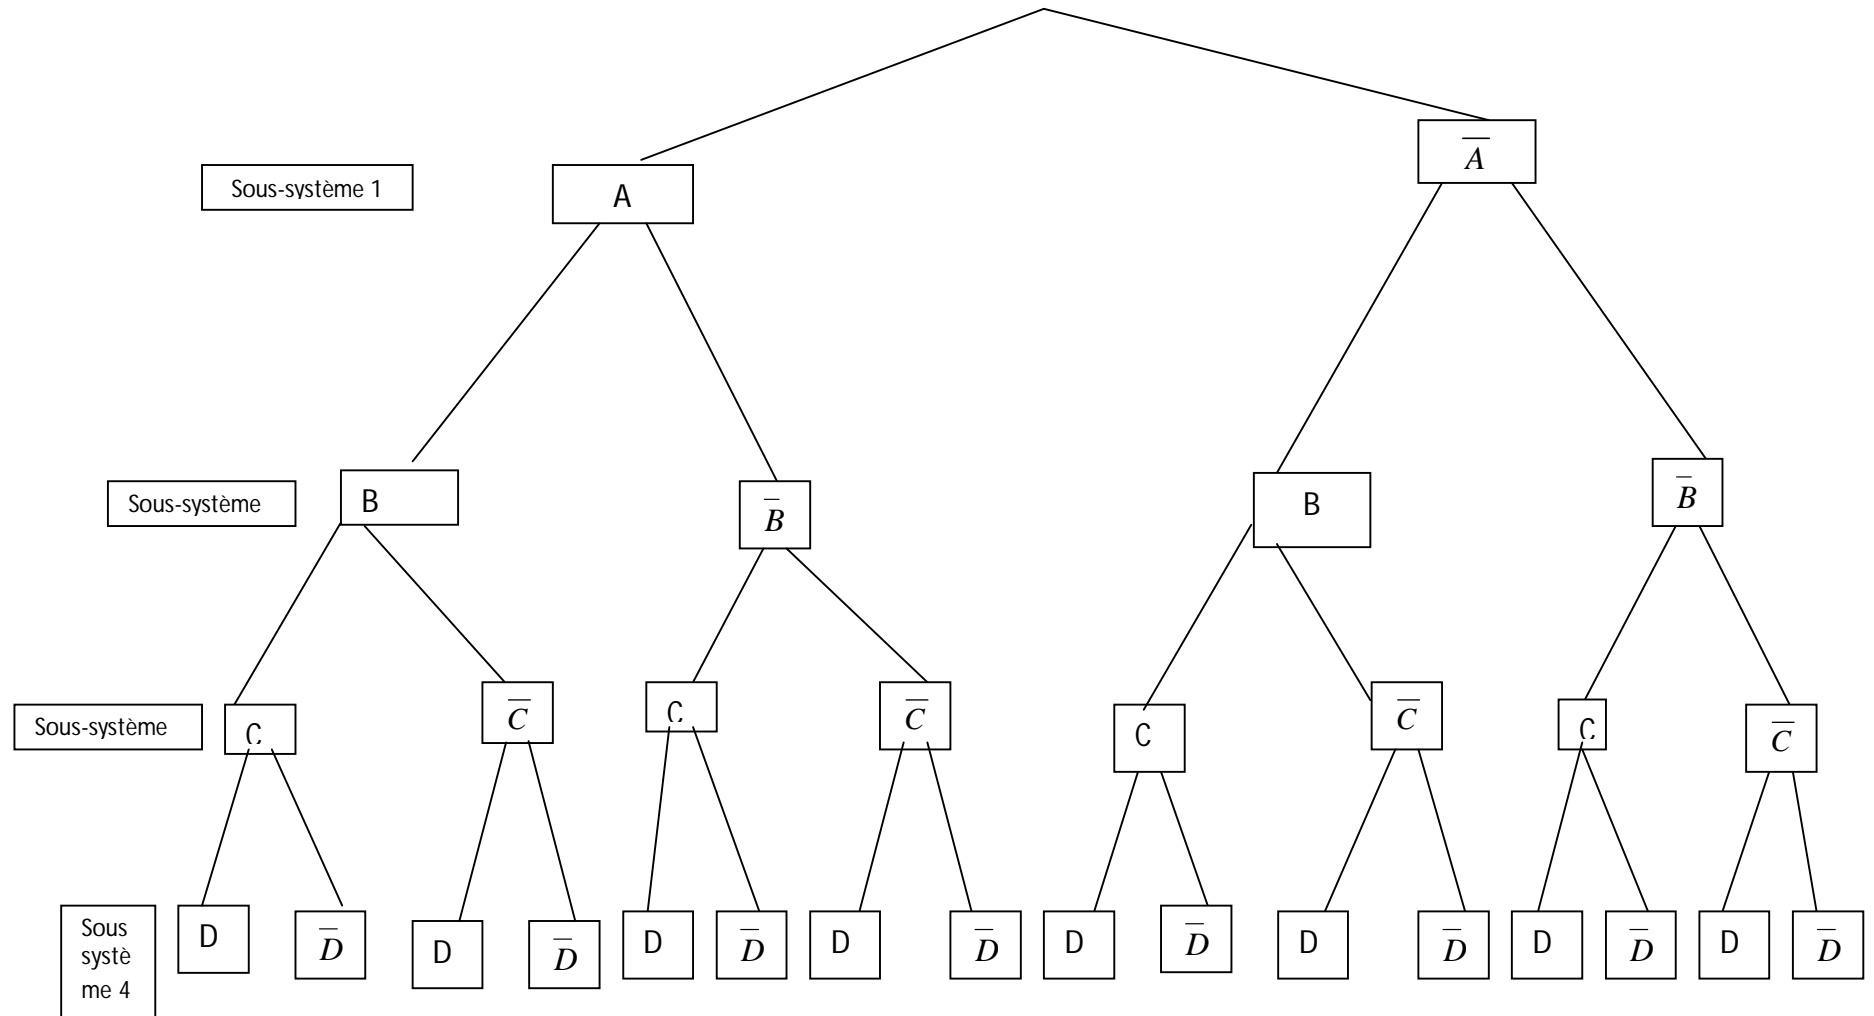 A̅
Sous-système 1
A
Sous-système
B
B̅
B
B̅
Sous-système
C
C̅
C
C̅
C
C̅
C
C̅
Sous
systè
me 4
D
D̅
D
D̅
D
D̅
D
D̅
D
D̅
D
D̅
D
D̅
D
D̅